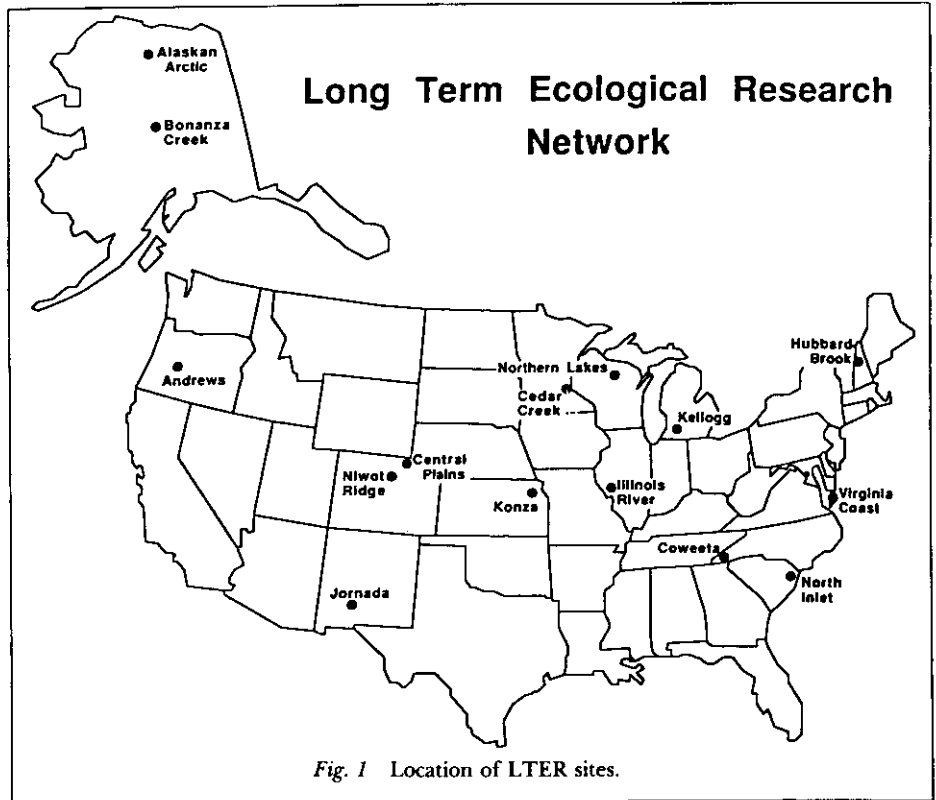 Alaskan
Arctic
Bonanza
Creek
Long Term Ecological Research
Network
Hubbard
Brook
Northern Lakes
Andrews
Cedar
Creek
Kellogg
Central
Plains
Niwot
Ridge
Illinois
River
Konza
Virginia
Coast
Coweeta
North
Inlet
Jornada
Fig. 1 Location of LTER sites.